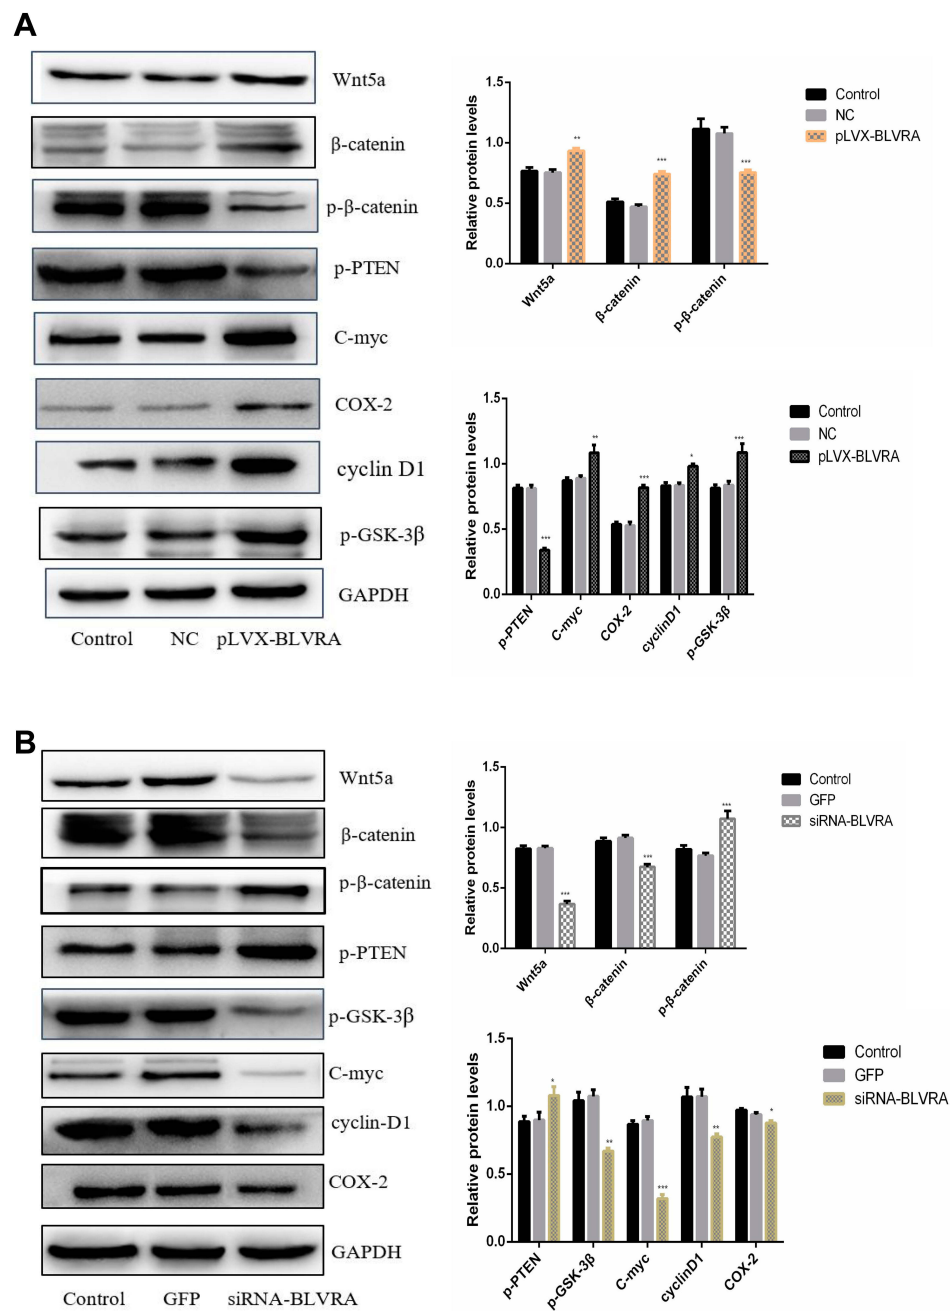 A
Wnt5a
β-catenin
p-β-catenin
p-PTEN
C-myc
COX-2
cyclin D1
p-GSK-3β
GAPDH
Control NC pLVX-BLVRA
Relative protein levels
1.5
1.0
0.5
0.0
** *** ***
Wnt5a
β-catenin
p-β-catenin
Control
NC
pLVX-BLVRA
Relative protein levels
1.5
1.0
0.5
0.0
*** ** *** * ***
p-PTEN
C-myc
COX-2
cyclinD1
p-GSK-3β
Control
NC
pLVX-BLVRA
B
Wnt5a
β-catenin
p-β-catenin
p-PTEN
p-GSK-3β
C-myc
cyclin-D1
COX-2
GAPDH
Control GFP siRNA-BLVRA
Relative protein levels
1.5
1.0
0.5
0.0
*** *** ***
Wnt5a
β-catenin
p-β-catenin
Control
GFP
siRNA-BLVRA
Relative protein levels
1.5
1.0
0.5
0.0
* ** *** ** *
p-PTEN
p-GSK-3β
C-myc
cyclinD1
COX-2
Control
GFP
siRNA-BLVRA